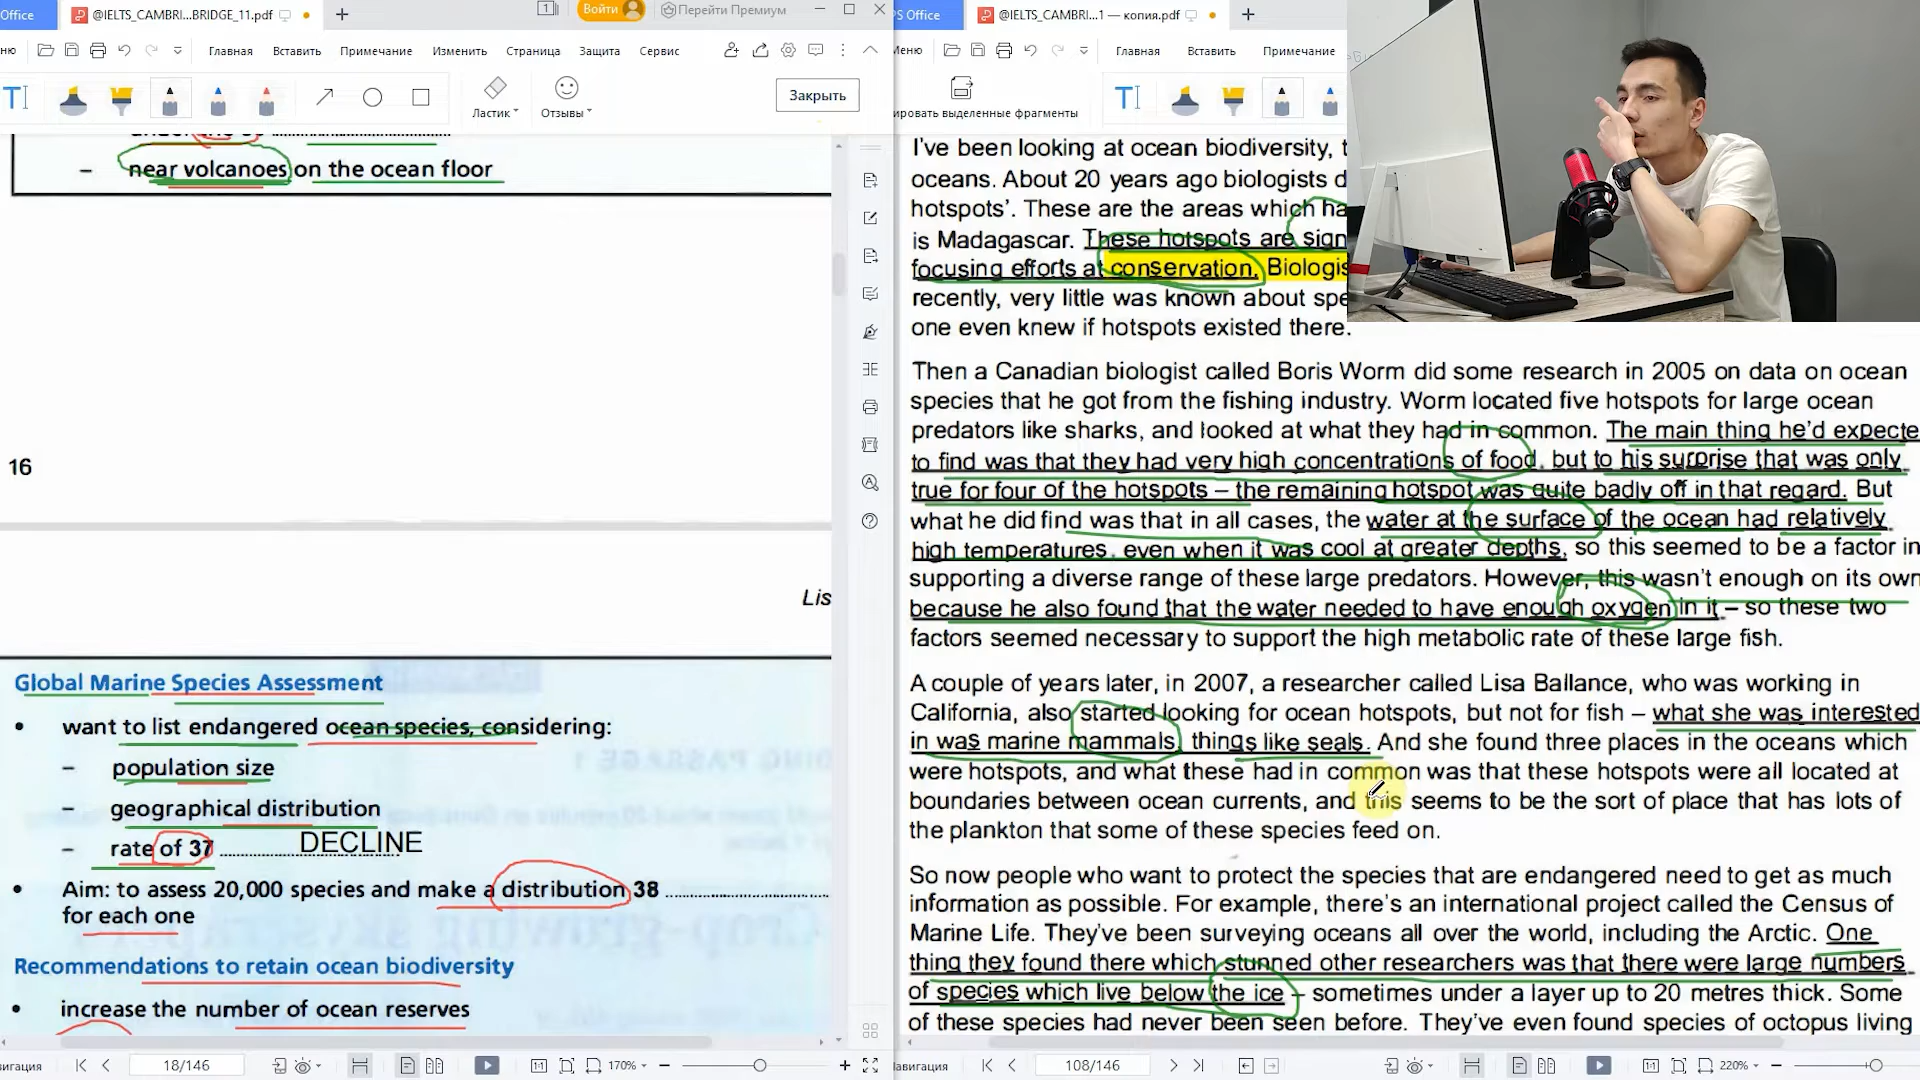 Office
@IELTS_CAMBRI...BRIDGE_11.pdf
1
Войти
Перейти Премиум
ню
Главная
Вставить
Примечание
Изменить
Страница
Защита
Сервис
Ластик
Отзывы
Закрыть
– near volcanoes on the ocean floor
16
Lis
Global Marine Species Assessment
• want to list endangered ocean species, considering:
– population size
– geographical distribution
– rate of 37 DECLINE
• Aim: to assess 20,000 species and make a distribution 38
for each one
Recommendations to retain ocean biodiversity
• increase the number of ocean reserves
игация
18/146
170%
PS Office
@IELTS_CAMBRI...1 — копия.pdf
Меню
Главная
Вставить
Примечание
ировать выделенные фрагменты
I've been looking at ocean biodiversity, t
oceans. About 20 years ago biologists d
hotspots'. These are the areas which ha
is Madagascar. These hotspots are sign
focusing efforts at conservation. Biologis
recently, very little was known about spe
one even knew if hotspots existed there.
Then a Canadian biologist called Boris Worm did some research in 2005 on data on ocean
species that he got from the fishing industry. Worm located five hotspots for large ocean
predators like sharks, and looked at what they had in common. The main thing he'd expecte
to find was that they had very high concentrations of food, but to his surprise that was only
true for four of the hotspots – the remaining hotspot was quite badly off in that regard. But
what he did find was that in all cases, the water at the surface of the ocean had relatively
high temperatures, even when it was cool at greater depths, so this seemed to be a factor in
supporting a diverse range of these large predators. However, this wasn't enough on its own
because he also found that the water needed to have enough oxygen in it – so these two
factors seemed necessary to support the high metabolic rate of these large fish.
A couple of years later, in 2007, a researcher called Lisa Ballance, who was working in
California, also started looking for ocean hotspots, but not for fish – what she was interested
in was marine mammals, things like seals. And she found three places in the oceans which
were hotspots, and what these had in common was that these hotspots were all located at
boundaries between ocean currents, and this seems to be the sort of place that has lots of
the plankton that some of these species feed on.
So now people who want to protect the species that are endangered need to get as much
information as possible. For example, there's an international project called the Census of
Marine Life. They've been surveying oceans all over the world, including the Arctic. One
thing they found there which stunned other researchers was that there were large numbers
of species which live below the ice – sometimes under a layer up to 20 metres thick. Some
of these species had never been seen before. They've even found species of octopus living
Навигация
108/146
220%